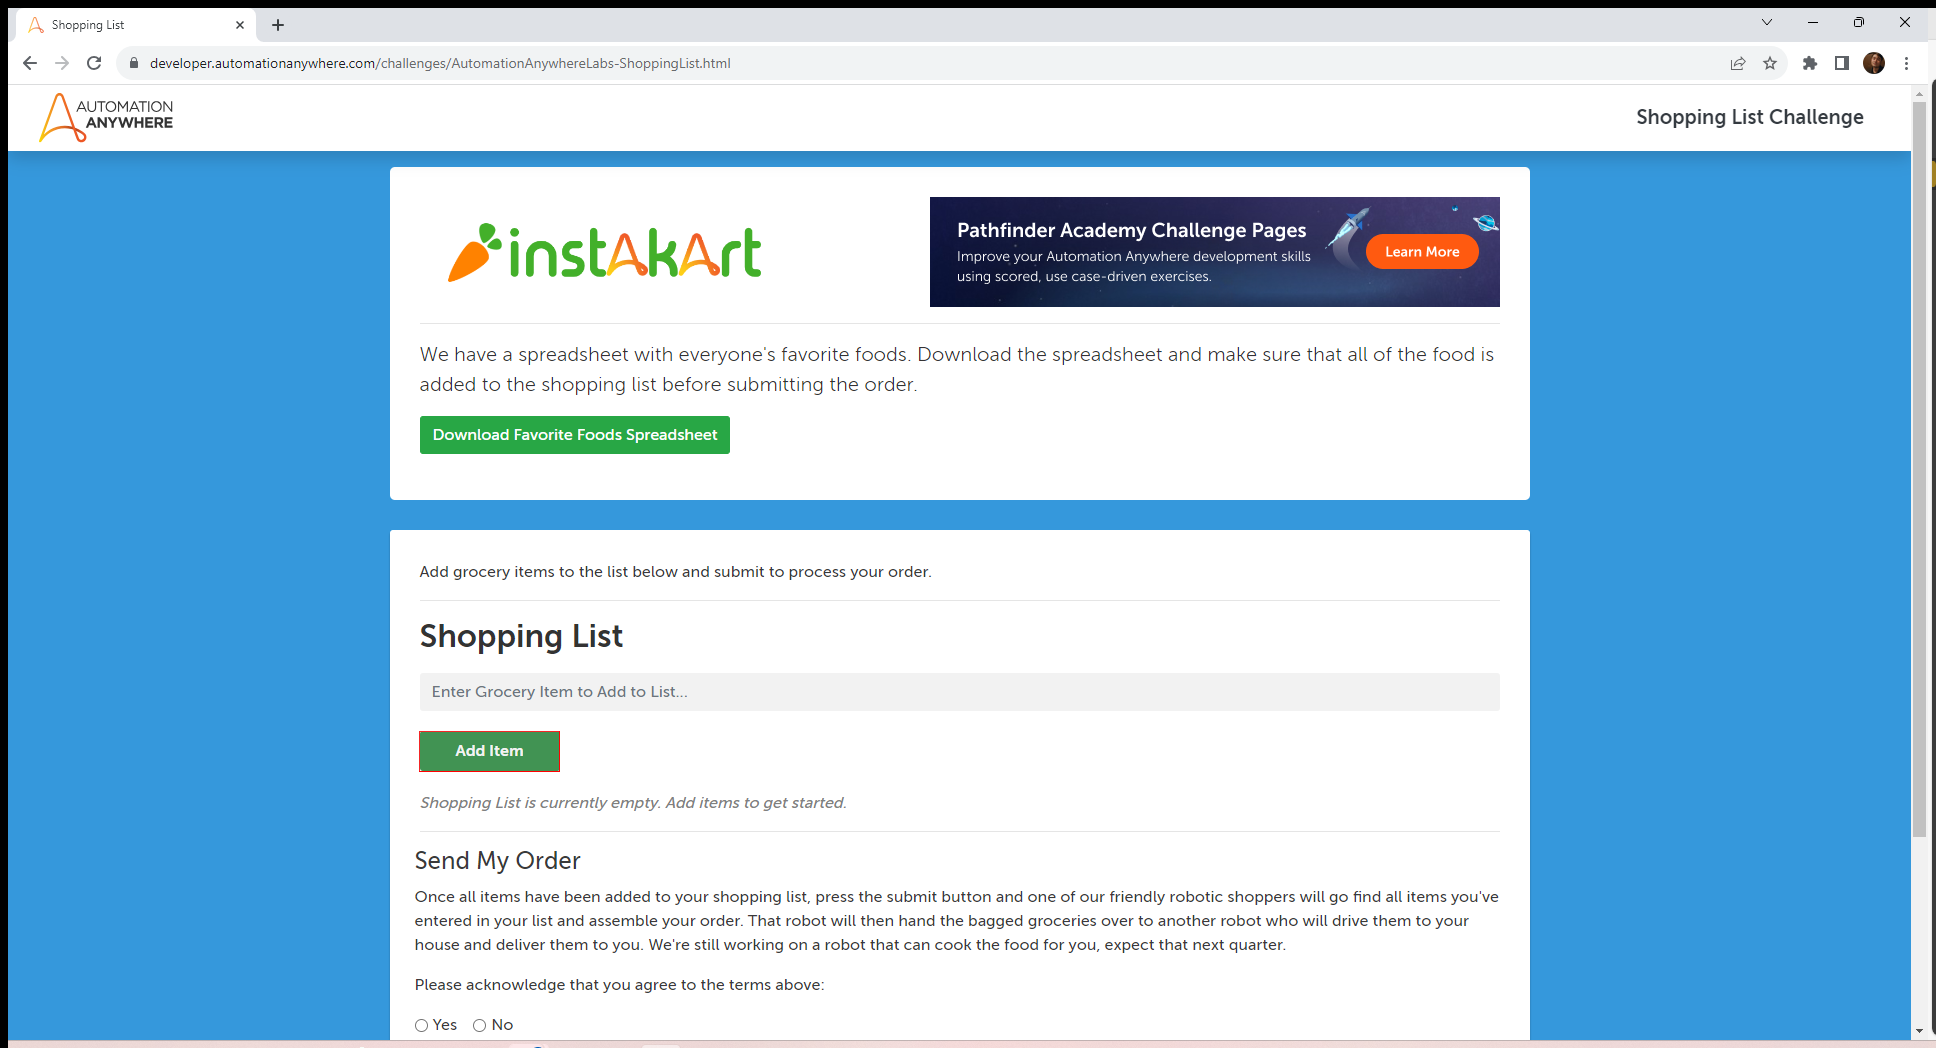 Shopping List
developer.automationanywhere.com/challenges/AutomationAnywhereLabs-ShoppingList.html
AUTOMATION
ANYWHERE
Shopping List Challenge
instAkArt
Pathfinder Academy Challenge Pages
Improve your Automation Anywhere development skills
using scored, use case-driven exercises.
Learn More
We have a spreadsheet with everyone's favorite foods. Download the spreadsheet and make sure that all of the food is
added to the shopping list before submitting the order.
Download Favorite Foods Spreadsheet
Add grocery items to the list below and submit to process your order.
Shopping List
Enter Grocery Item to Add to List...
Add Item
Shopping List is currently empty. Add items to get started.
Send My Order
Once all items have been added to your shopping list, press the submit button and one of our friendly robotic shoppers will go find all items you've
entered in your list and assemble your order. That robot will then hand the bagged groceries over to another robot who will drive them to your
house and deliver them to you. We're still working on a robot that can cook the food for you, expect that next quarter.
Please acknowledge that you agree to the terms above:
Yes No